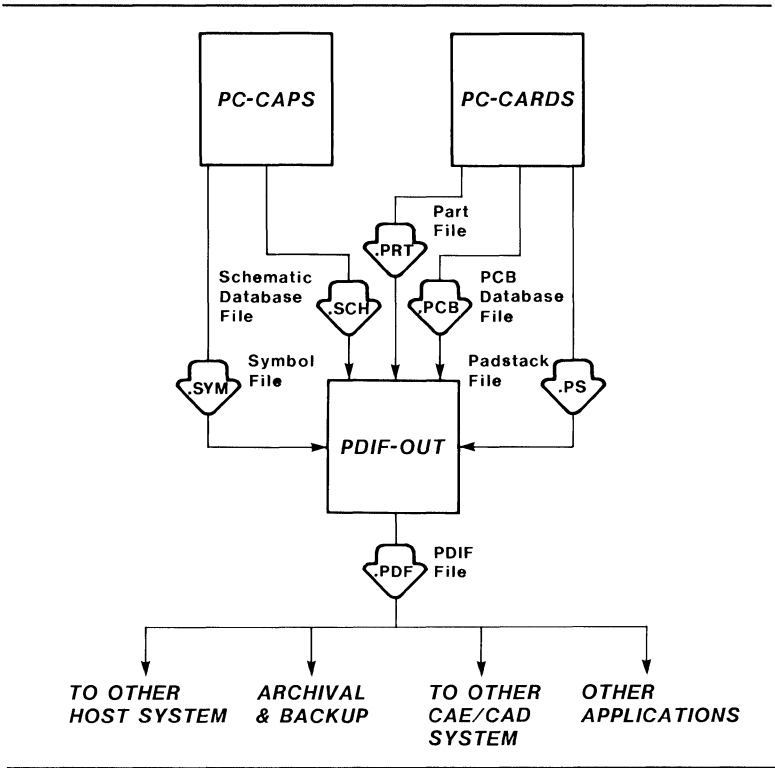 PC-CAPS
PC-CARDS
Part
File
.PRT
Schematic
Database
File
.SCH
.PCB
PCB
Database
File
Symbol
File
.SYM
Padstack
File
.PS
PDIF-OUT
.PDF
PDIF
File
TO OTHER
HOST SYSTEM
ARCHIVAL
& BACKUP
TO OTHER
CAE/CAD
SYSTEM
OTHER
APPLICATIONS